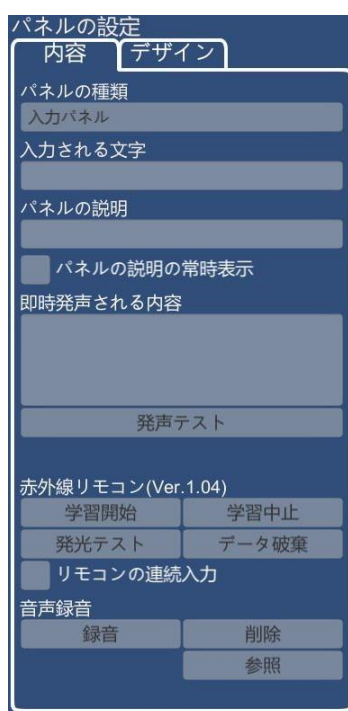 パネルの設定
内容 デザイン
パネルの種類
入力パネル
入力される文字
パネルの説明
パネルの説明の常時表示
即時発声される内容
発声テスト
赤外線リモコン(Ver.1.04)
学習開始 学習中止
発光テスト データ破棄
リモコンの連続入力
音声録音
録音 削除
参照